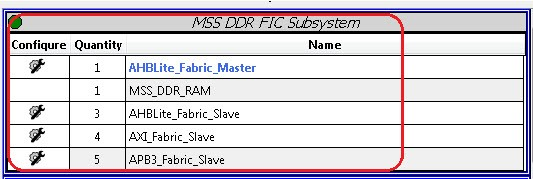 MSS DDR FIC Subsystem
Configure Quantity Name
1 AHBLite_Fabric_Master
1 MSS_DDR_RAM
3 AHBLite_Fabric_Slave
4 AXI_Fabric_Slave
5 APB3_Fabric_Slave